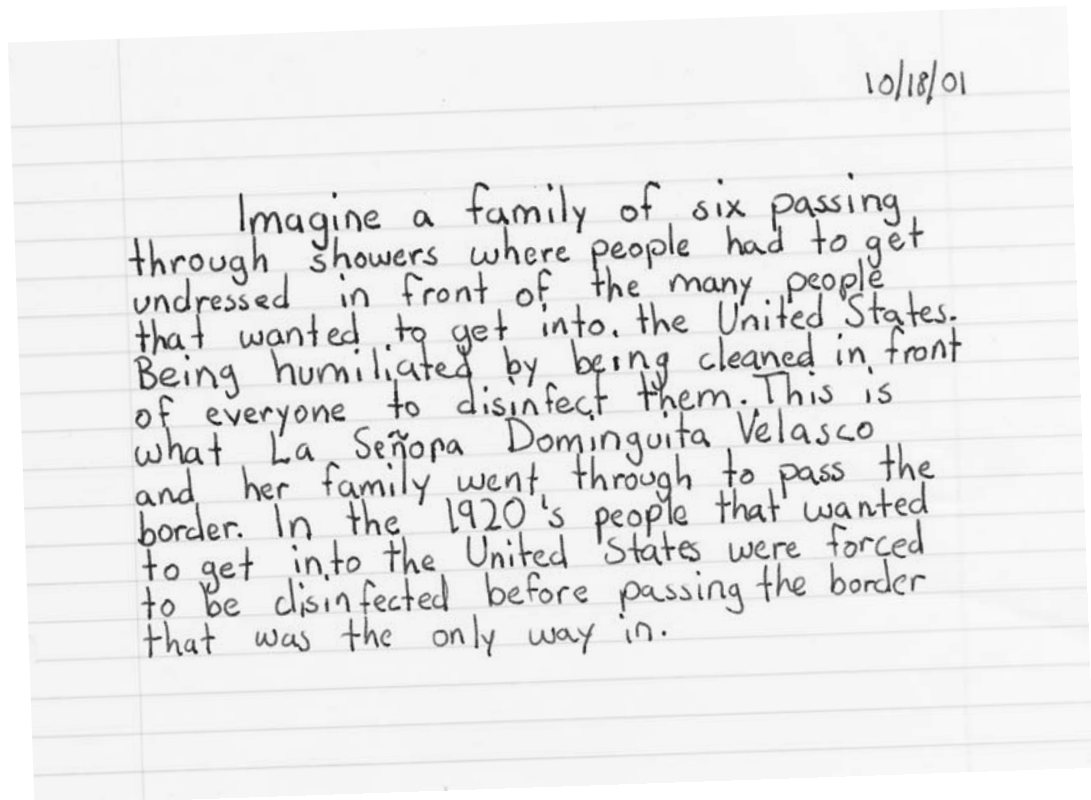 10/18/01
Imagine a family of six passing
through showers where people had to get
undressed in front of the many people
that wanted to get into. the United States.
Being humiliated by being cleaned in front
of everyone to disinfect them. This is
what La Señora Dominguita Velasco
and her family went through to pass the
border. In the 1920's people that wanted
to get into the United States were forced
to be disinfected before passing the border
that was the only way in.